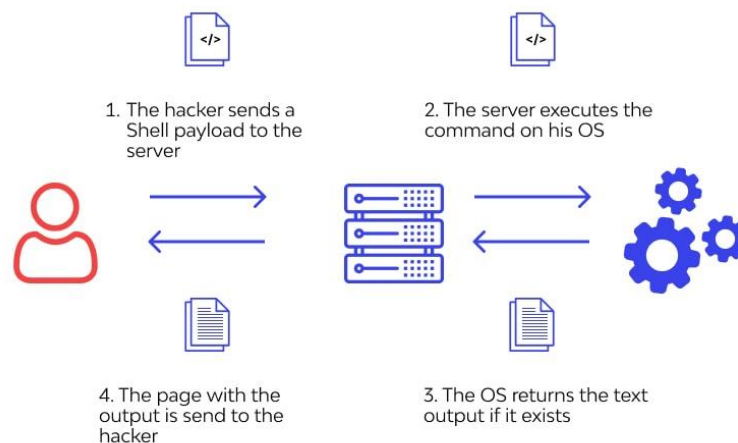 </>
</>
1. The hacker sends a
Shell payload to the
server
2. The server executes the
command on his OS
4. The page with the
output is send to the
hacker
3. The OS returns the text
output if it exists